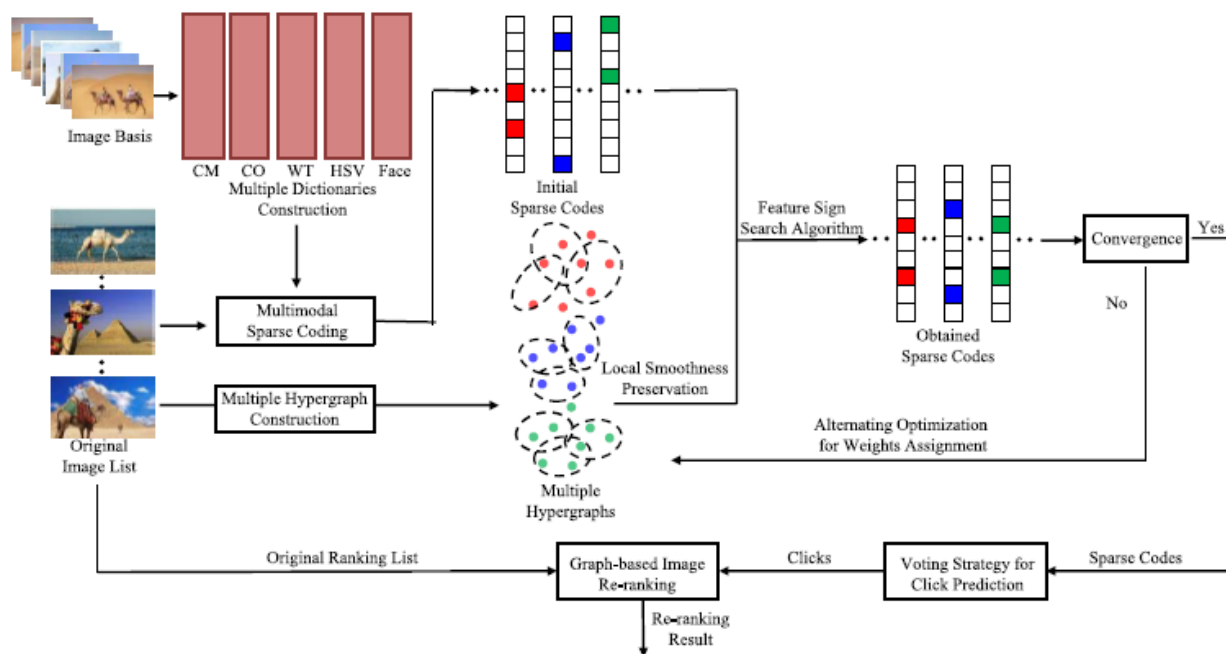 Image Basis
CM
CO
WT
HSV
Face
Multiple Dictionaries
Construction
Initial
Sparse Codes
Feature Sign
Search Algorithm
Convergence
Yes
No
Obtained
Sparse Codes
Multimodal
Sparse Coding
Local Smoothness
Preservation
Multiple Hypergraph
Construction
Original
Image List
Alternating Optimization
for Weights Assignment
Multiple
Hypergraphs
Original Ranking List
Graph-based Image
Re-ranking
Clicks
Voting Strategy for
Click Prediction
Sparse Codes
Re-ranking
Result